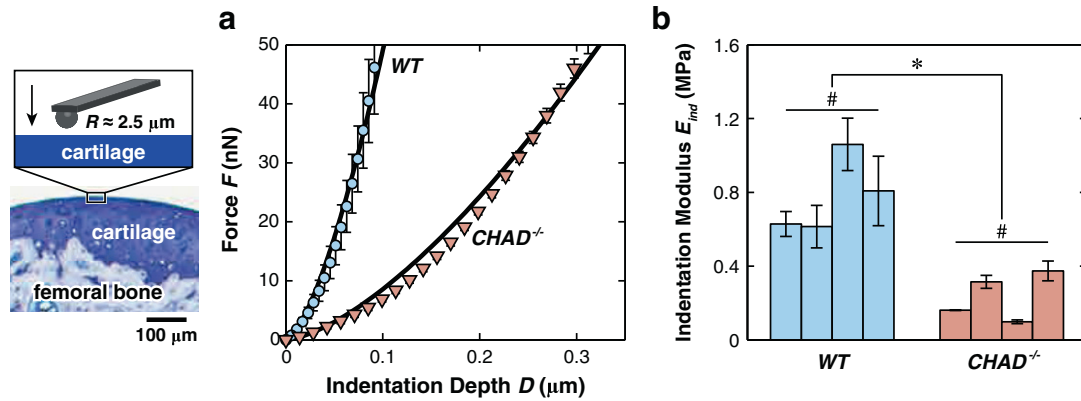 R ≈ 2.5 μm
cartilage
cartilage
femoral bone
100 μm
a
Force F (nN)
50
40
30
20
10
0
WT
CHAD-/-
0
0.1
0.2
0.3
Indentation Depth D (μm)
b
Indentation Modulus Eind (MPa)
1.6
1.2
0.8
0.4
0
*
#
#
WT
CHAD-/-